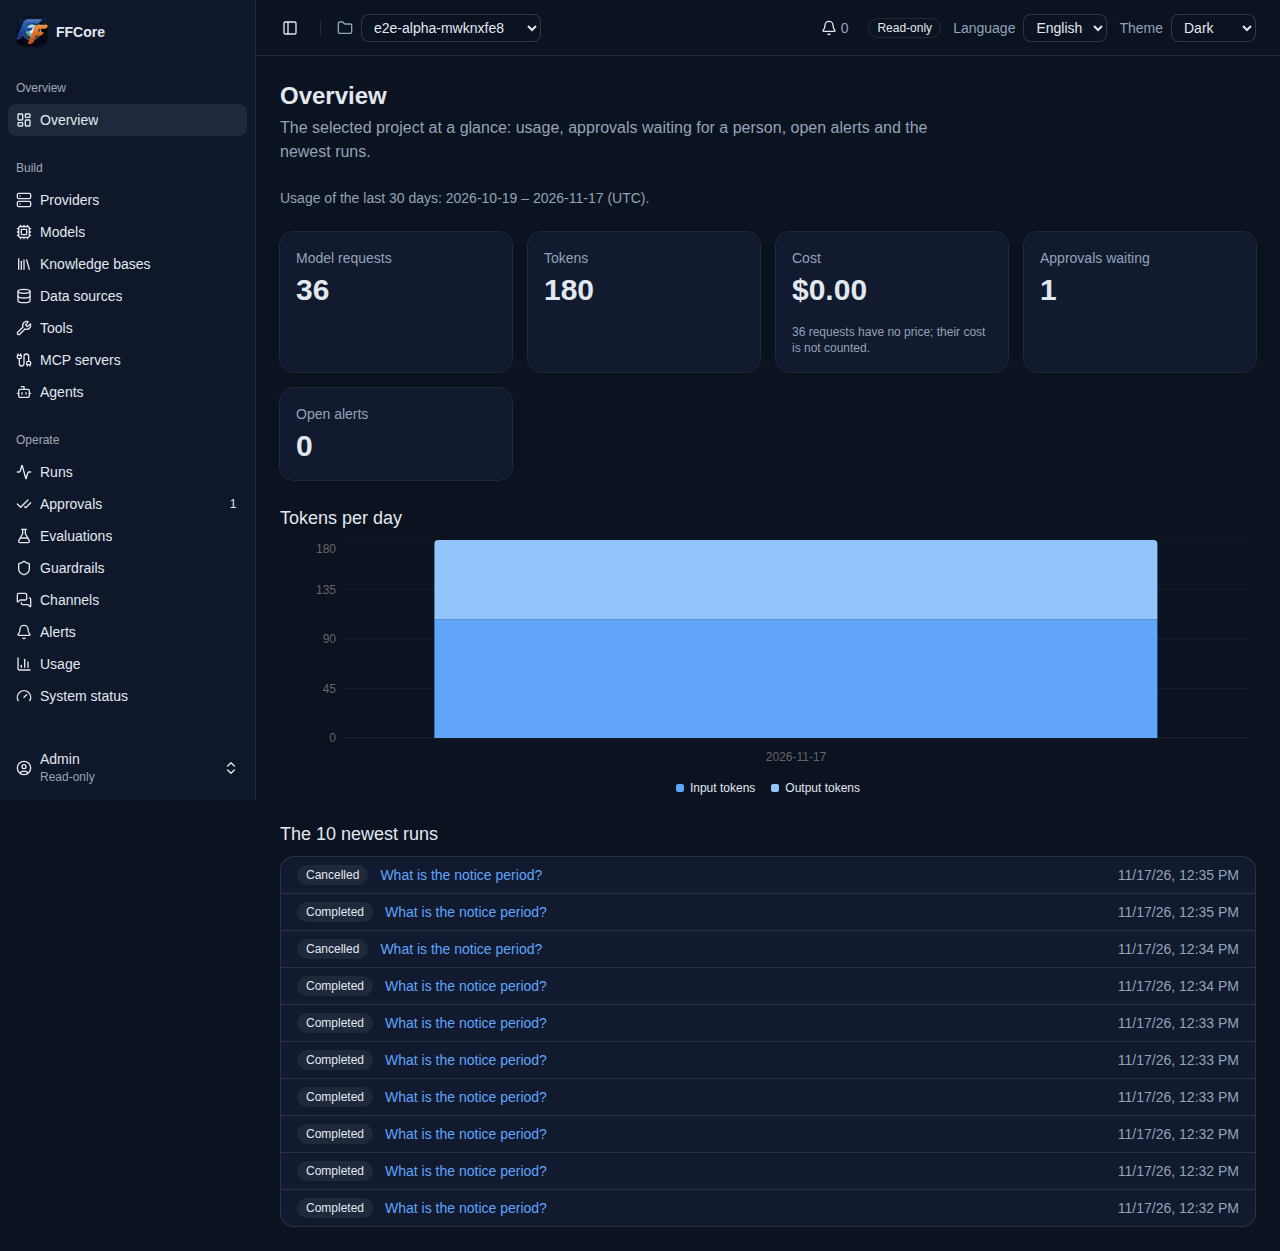 FFCore
e2e-alpha-mwknxfe8
0
Read-only
Language
English
Theme
Dark
Overview
Overview
Build
Providers
Models
Knowledge bases
Data sources
Tools
MCP servers
Agents
Operate
Runs
Approvals 1
Evaluations
Guardrails
Channels
Alerts
Usage
System status
Admin
Read-only
Overview
The selected project at a glance: usage, approvals waiting for a person, open alerts and the
newest runs.
Usage of the last 30 days: 2026-10-19 – 2026-11-17 (UTC).
Model requests
36
Tokens
180
Cost
$0.00
36 requests have no price; their cost
is not counted.
Approvals waiting
1
Open alerts
0
Tokens per day
180
135
90
45
0
2026-11-17
Input tokens Output tokens
The 10 newest runs
Cancelled What is the notice period? 11/17/26, 12:35 PM
Completed What is the notice period? 11/17/26, 12:35 PM
Cancelled What is the notice period? 11/17/26, 12:34 PM
Completed What is the notice period? 11/17/26, 12:34 PM
Completed What is the notice period? 11/17/26, 12:33 PM
Completed What is the notice period? 11/17/26, 12:33 PM
Completed What is the notice period? 11/17/26, 12:33 PM
Completed What is the notice period? 11/17/26, 12:32 PM
Completed What is the notice period? 11/17/26, 12:32 PM
Completed What is the notice period? 11/17/26, 12:32 PM